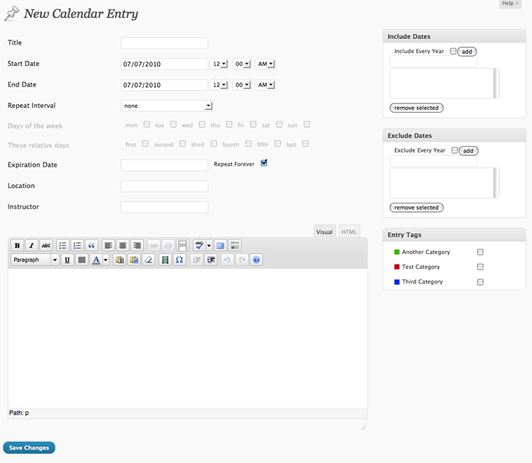 Help
New Calendar Entry
Title
Start Date 07/07/2010 12 00 AM
End Date 07/07/2010 12 00 AM
Repeat Interval none
Days of the week mon tue wed thu fri sat sun
These relative days first second third fourth fifth last
Expiration Date Repeat Forever
Location
Instructor
Visual HTML
B I ABC
Paragraph U A Ω
Path: p
Save Changes
Include Dates
Include Every Year add
remove selected
Exclude Dates
Exclude Every Year add
remove selected
Entry Tags
Another Category
Test Category
Third Category